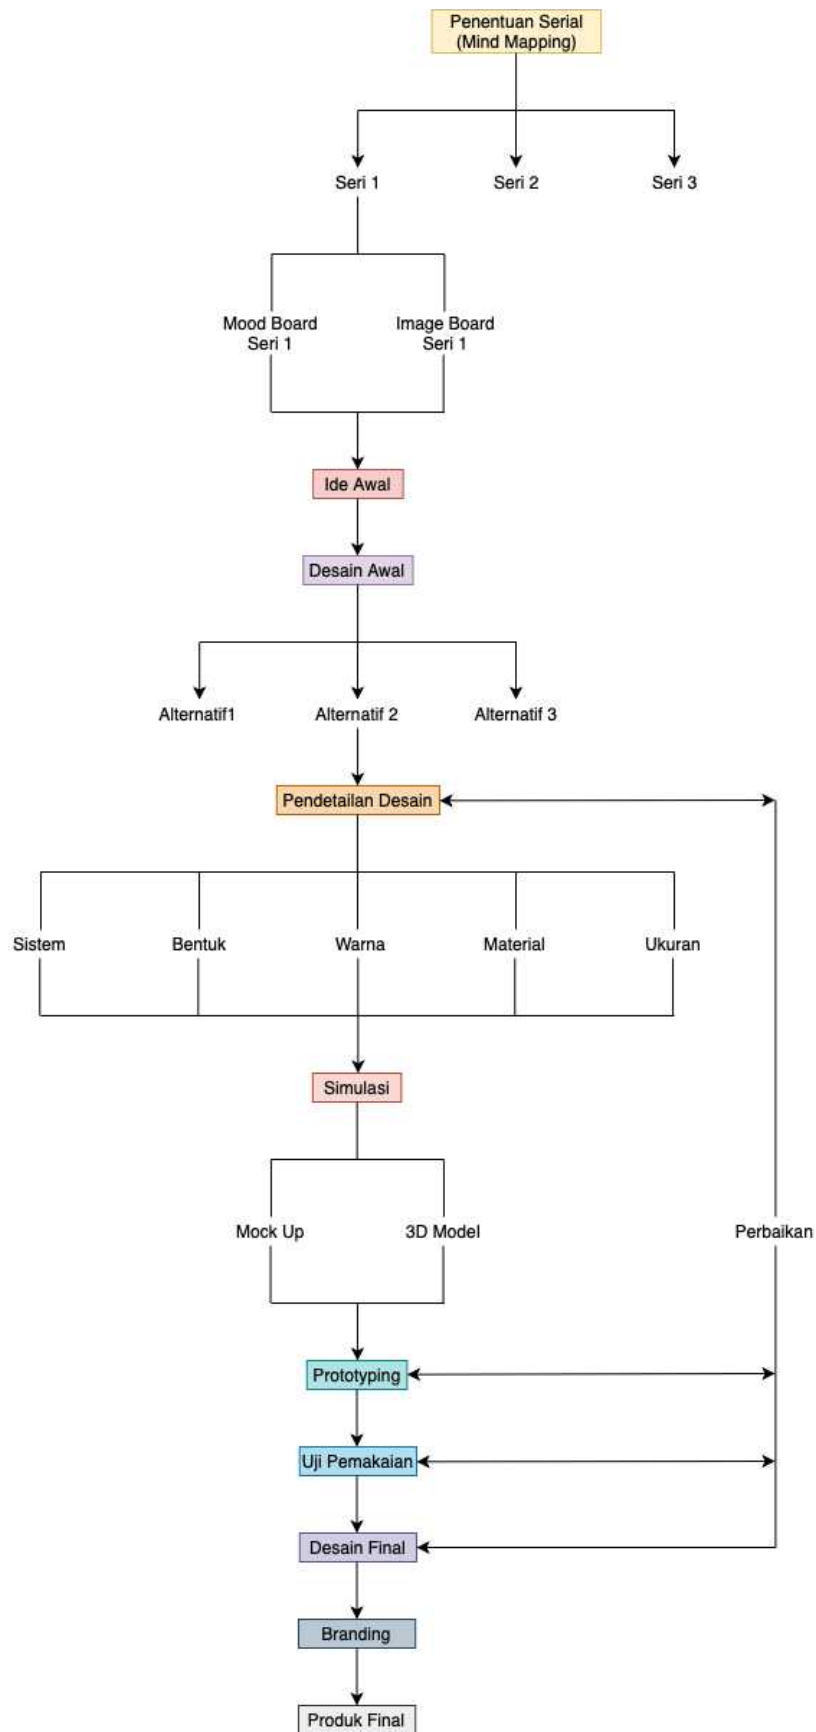 Penentuan Serial
(Mind Mapping)
Seri 1
Seri 2
Seri 3
Mood Board
Seri 1
Image Board
Seri 1
Ide Awal
Desain Awal
Alternatif1
Alternatif 2
Alternatif 3
Pendetailan Desain
Sistem
Bentuk
Warna
Material
Ukuran
Simulasi
Mock Up
3D Model
Perbaikan
Prototyping
Uji Pemakaian
Desain Final
Branding
Produk Final